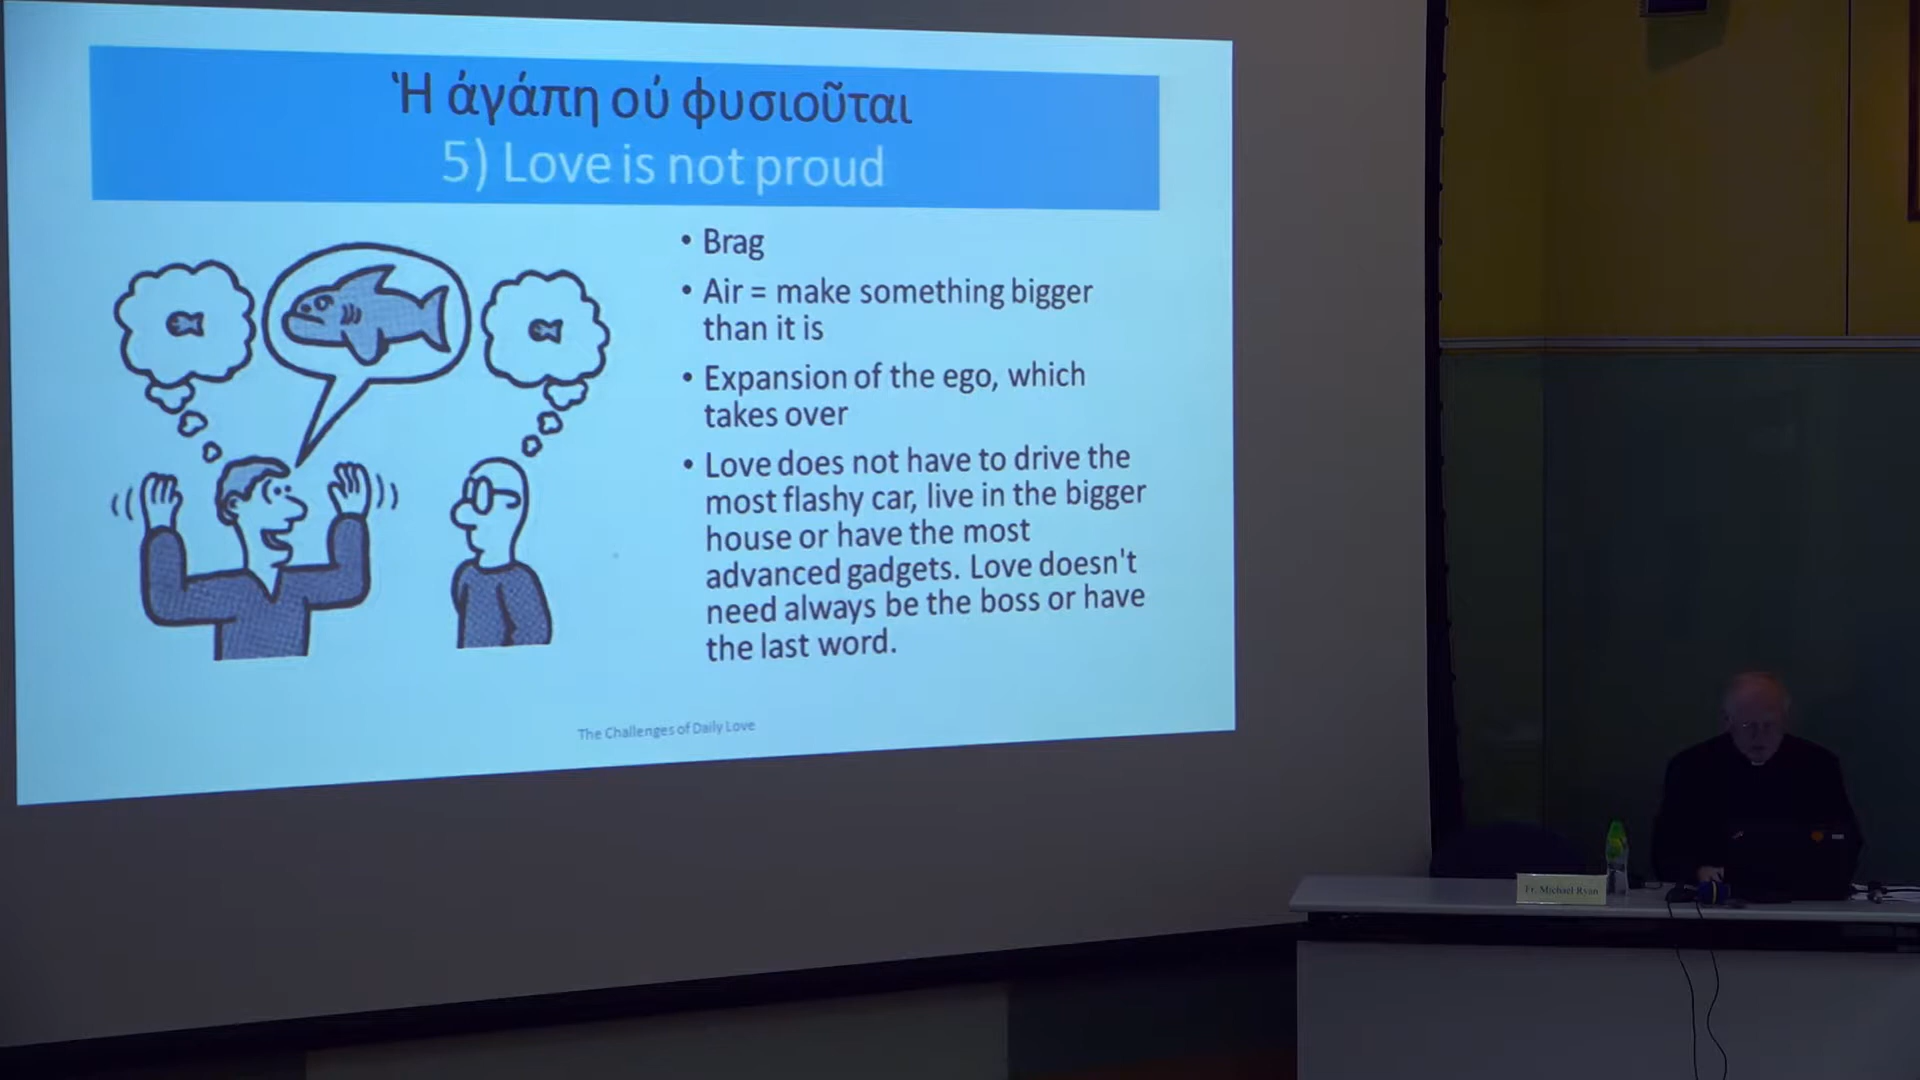 Ἡ ἀγάπη οὐ φυσιοῦται
5) Love is not proud
• Brag
• Air = make something bigger
than it is
• Expansion of the ego, which
takes over
• Love does not have to drive the
most flashy car, live in the bigger
house or have the most
advanced gadgets. Love doesn't
need always be the boss or have
the last word.
The Challenges of Daily Love
Fr. Michael Ryan